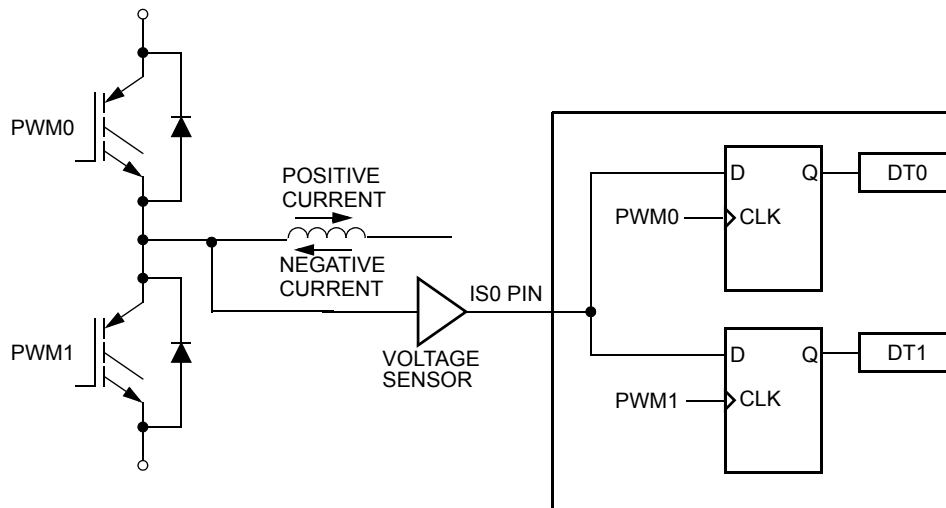 PWM0
POSITIVE
CURRENT
NEGATIVE
CURRENT
PWM1
VOLTAGE
SENSOR
IS0 PIN
D
Q
DT0
PWM0
CLK
D
Q
DT1
PWM1
CLK